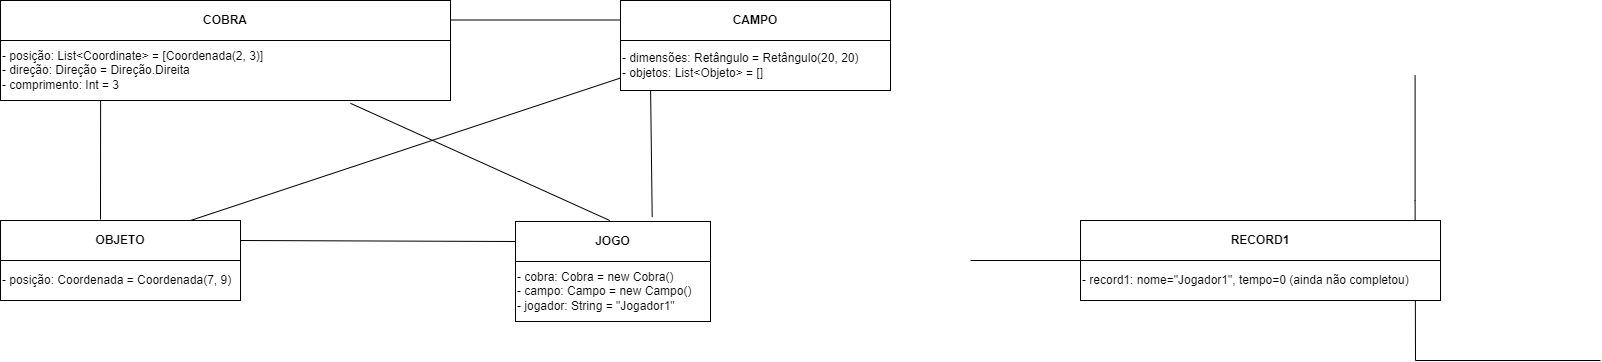 COBRA
- posição: List<Coordinate> = [Coordenada(2, 3)]
- direção: Direção = Direção.Direita
- comprimento: Int = 3
CAMPO
- dimensões: Retângulo = Retângulo(20, 20)
- objetos: List<Objeto> = []
OBJETO
- posição: Coordenada = Coordenada(7, 9)
JOGO
- cobra: Cobra = new Cobra()
- campo: Campo = new Campo()
- jogador: String = "Jogador1"
RECORD1
- record1: nome="Jogador1", tempo=0 (ainda não completou)